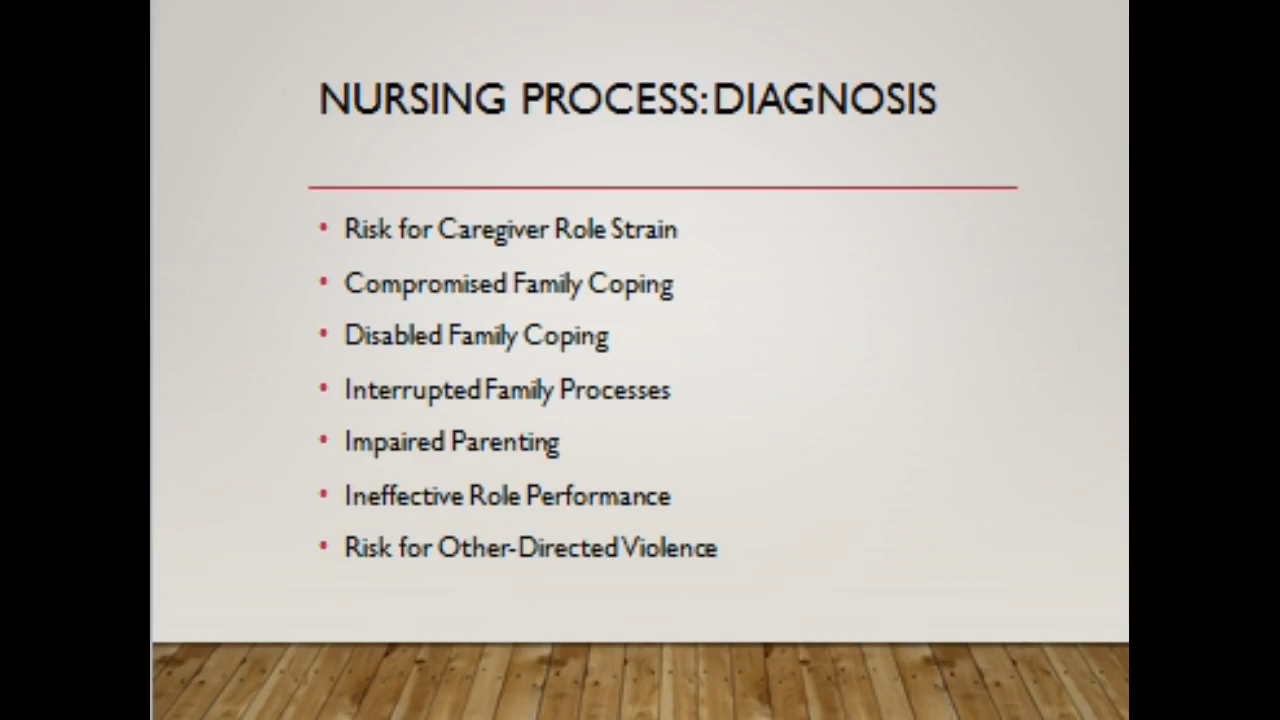 NURSING PROCESS: DIAGNOSIS
• Risk for Caregiver Role Strain
• Compromised Family Coping
• Disabled Family Coping
• Interrupted Family Processes
• Impaired Parenting
• Ineffective Role Performance
• Risk for Other-Directed Violence